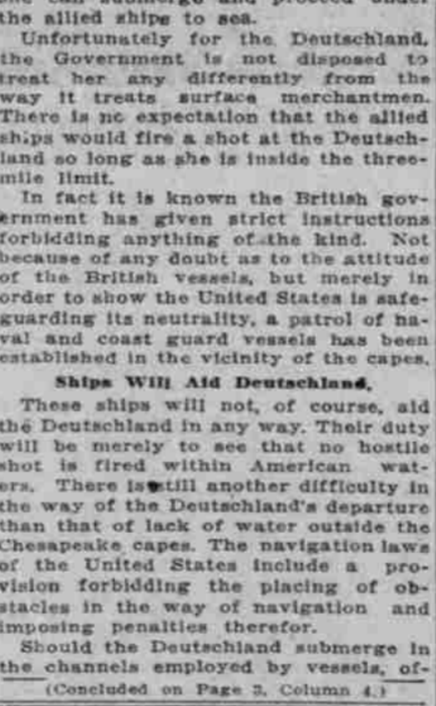 she can submerge and proceed under
the allied ships to sea.
Unfortunately for the Deutschland,
the Government is not disposed to
treat her any differently from the
way it treats surface merchantmen.
There is no expectation that the allied
ships would fire a shot at the Deutsch-
land so long as she is inside the three-
mile limit.
In fact it is known the British gov-
ernment has given strict instructions
forbidding anything of the kind. Not
because of any doubt as to the attitude
of the British vessels, but merely in
order to show the United States is safe-
guarding its neutrality, a patrol of na-
val and coast guard vessels has been
established in the vicinity of the capes.
Ships Will Aid Deutschland.
These ships will not, of course, aid
the Deutschland in any way. Their duty
will be merely to see that no hostile
shot is fired within American wat-
ers. There is still another difficulty in
the way of the Deutschland's departure
than that of lack of water outside the
Chesapeake capes. The navigation laws
of the United States include a pro-
vision forbidding the placing of ob-
stacles in the way of navigation and
imposing penalties therefor.
Should the Deutschland submerge in
the channels employed by vessels, of-
(Concluded on Page 3, Column 4.)